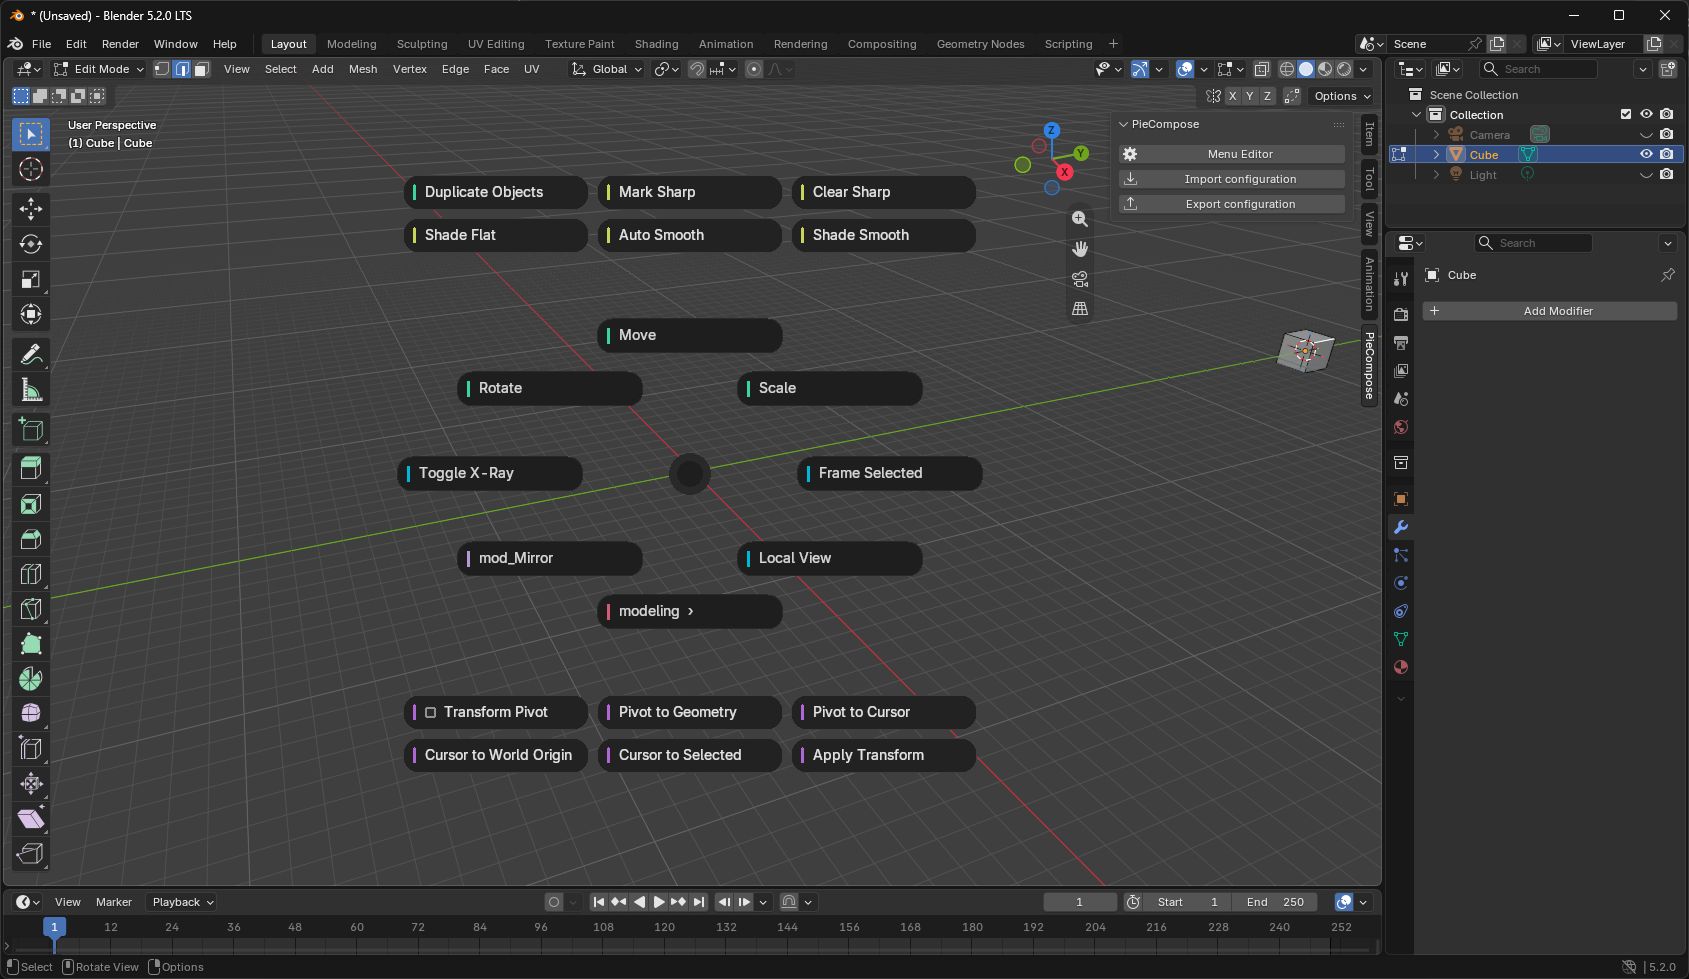 * (Unsaved) - Blender 5.2.0 LTS
File Edit Render Window Help Layout Modeling Sculpting UV Editing Texture Paint Shading Animation Rendering Compositing Geometry Nodes Scripting + Scene ViewLayer
Edit Mode View Select Add Mesh Vertex Edge Face UV Global Search
X Y Z Options
Scene Collection
Collection
Camera
Cube
Light
User Perspective
(1) Cube | Cube
Z
Y
X
PieCompose
Menu Editor
Import configuration
Export configuration
Item
Tool
View
Animation
PieCompose
Duplicate Objects Mark Sharp Clear Sharp
Shade Flat Auto Smooth Shade Smooth
Move
Rotate Scale
Toggle X-Ray Frame Selected
mod_Mirror Local View
modeling ›
Transform Pivot Pivot to Geometry Pivot to Cursor
Cursor to World Origin Cursor to Selected Apply Transform
Search
Cube
+ Add Modifier
View Marker Playback 1 Start 1 End 250
1 12 24 36 48 60 72 84 96 108 120 132 144 156 168 180 192 204 216 228 240 252
Select Rotate View Options | 5.2.0